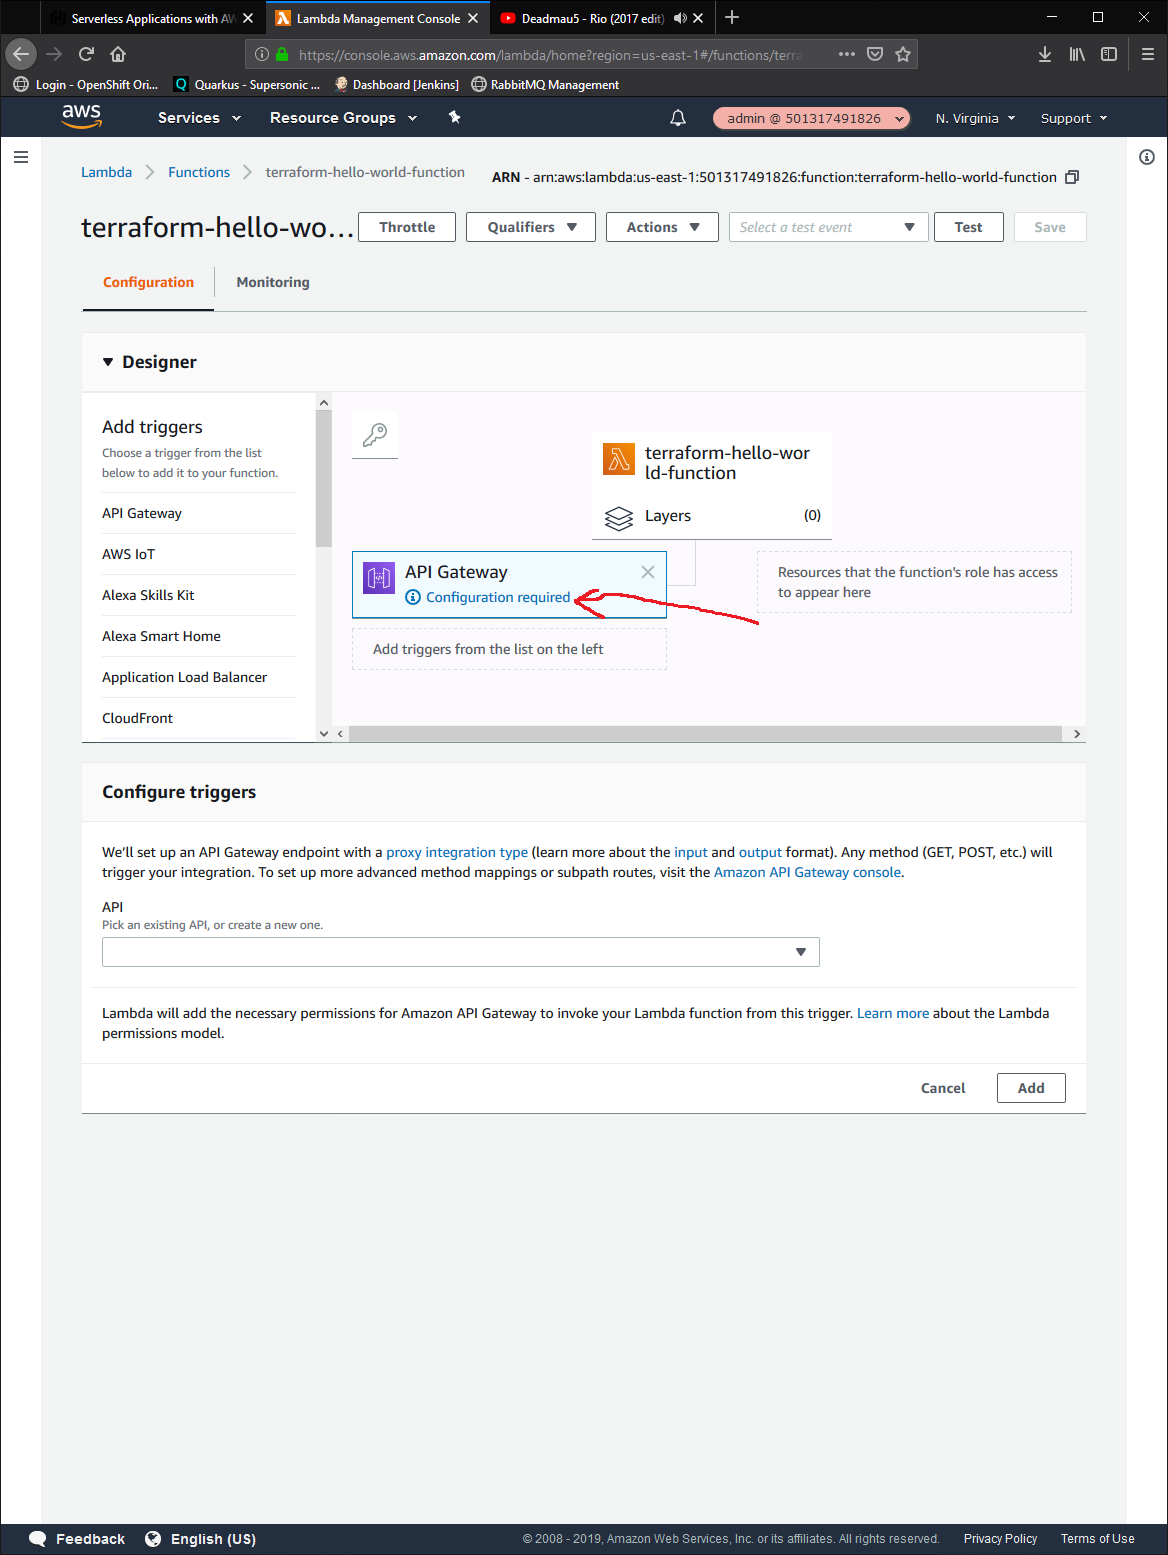 Serverless Applications with AW
Lambda Management Console
Deadmau5 - Rio (2017 edit)
https://console.aws.amazon.com/lambda/home?region=us-east-1#/functions/terra
Login - OpenShift Ori...
Quarkus - Supersonic ...
Dashboard [Jenkins]
RabbitMQ Management
aws
Services
Resource Groups
admin @ 501317491826
N. Virginia
Support
Lambda
Functions
terraform-hello-world-function
ARN - arn:aws:lambda:us-east-1:501317491826:function:terraform-hello-world-function
terraform-hello-wo...
Throttle
Qualifiers
Actions
Select a test event
Test
Save
Configuration
Monitoring
Designer
Add triggers
Choose a trigger from the list
below to add it to your function.
API Gateway
AWS IoT
Alexa Skills Kit
Alexa Smart Home
Application Load Balancer
CloudFront
terraform-hello-wor
ld-function
Layers
(0)
API Gateway
Configuration required
Add triggers from the list on the left
Resources that the function's role has access
to appear here
Configure triggers
We'll set up an API Gateway endpoint with a proxy integration type (learn more about the input and output format). Any method (GET, POST, etc.) will
trigger your integration. To set up more advanced method mappings or subpath routes, visit the Amazon API Gateway console.
API
Pick an existing API, or create a new one.
Lambda will add the necessary permissions for Amazon API Gateway to invoke your Lambda function from this trigger. Learn more about the Lambda
permissions model.
Cancel
Add
Feedback
English (US)
© 2008 - 2019, Amazon Web Services, Inc. or its affiliates. All rights reserved.
Privacy Policy
Terms of Use